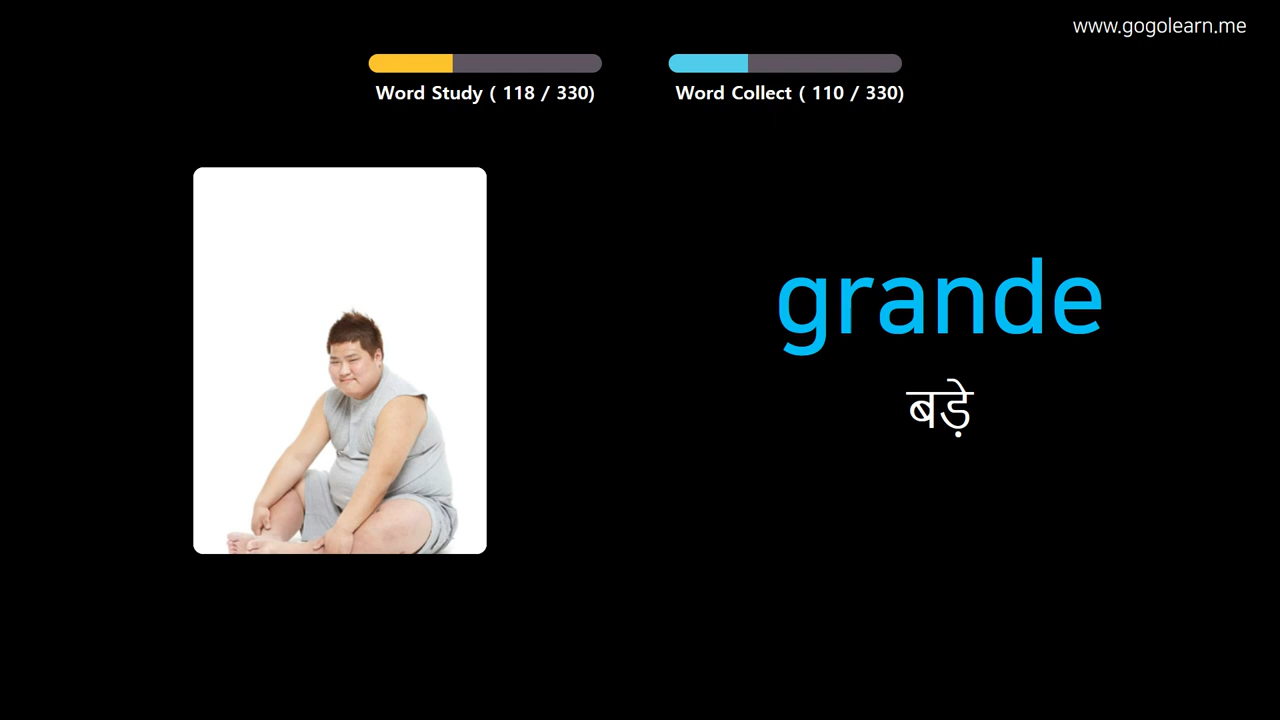 www.gogolearn.me
Word Study ( 118 / 330)
Word Collect ( 110 / 330)
grande
बड़े